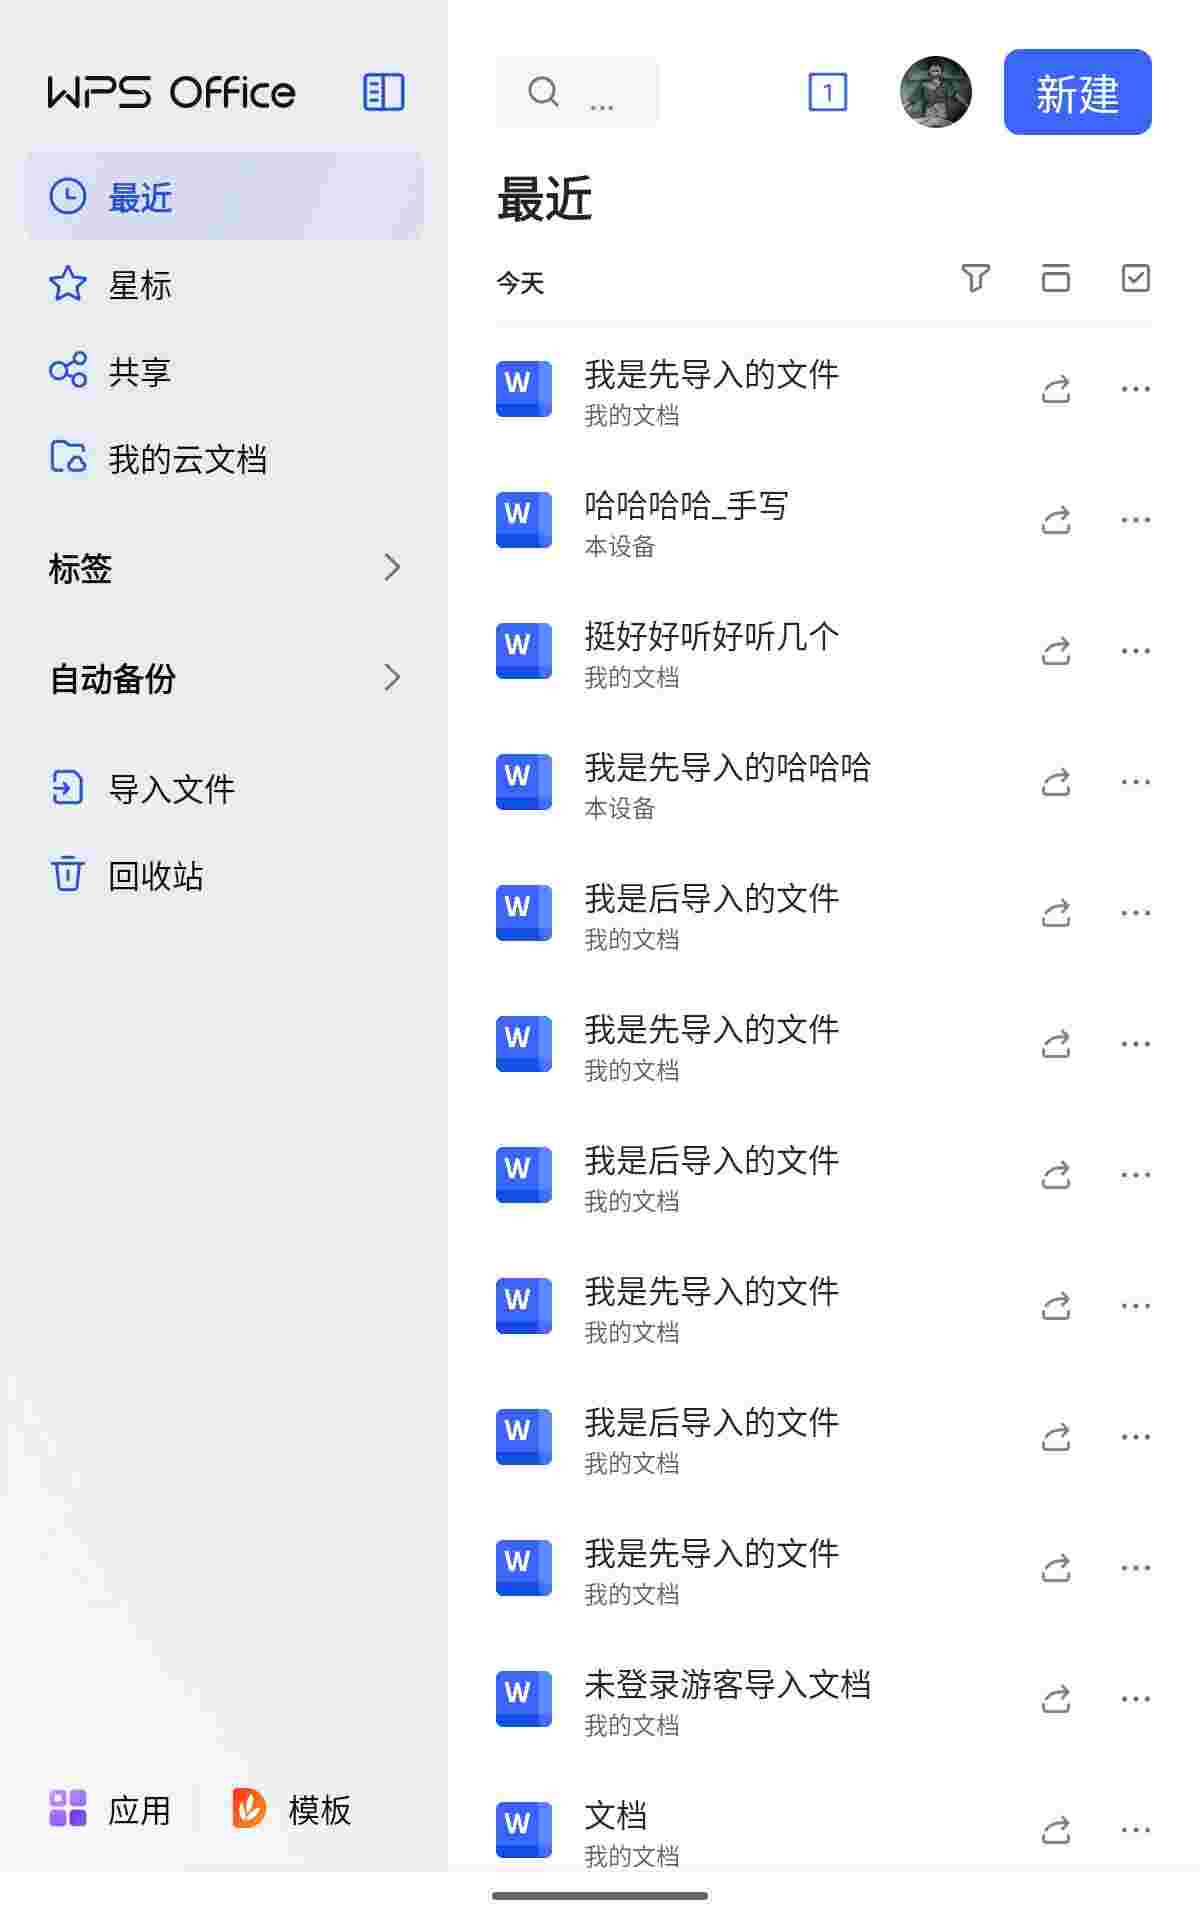 WPS Office
最近
星标
共享
我的云文档
标签
自动备份
导入文件
回收站
应用
模板
...
1
新建
最近
今天
W
我是先导入的文件
我的文档
W
哈哈哈哈_手写
本设备
W
挺好好听好听几个
我的文档
W
我是先导入的哈哈哈
本设备
W
我是后导入的文件
我的文档
W
我是先导入的文件
我的文档
W
我是后导入的文件
我的文档
W
我是先导入的文件
我的文档
W
我是后导入的文件
我的文档
W
我是先导入的文件
我的文档
W
未登录游客导入文档
我的文档
W
文档
我的文档